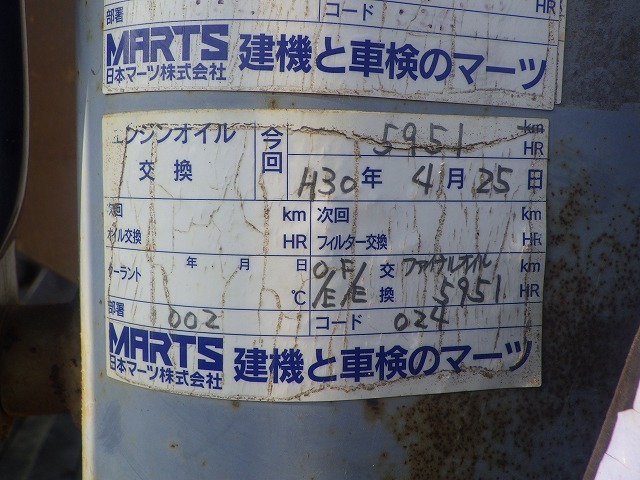 部署
コード
HR
MARTS
日本マーツ株式会社
建機と車検のマーツ
エンジンオイル
交換
今回
5951
km
HR
H30年 4月 25日
次回
オイル交換
km
HR
次回
フィルター交換
km
HR
クーラント
年 月 日
℃
O/F/
/E/E
交換
ファイナルオイル
5951
km
HR
部署
002
コード
024
MARTS
日本マーツ株式会社
建機と車検のマーツ